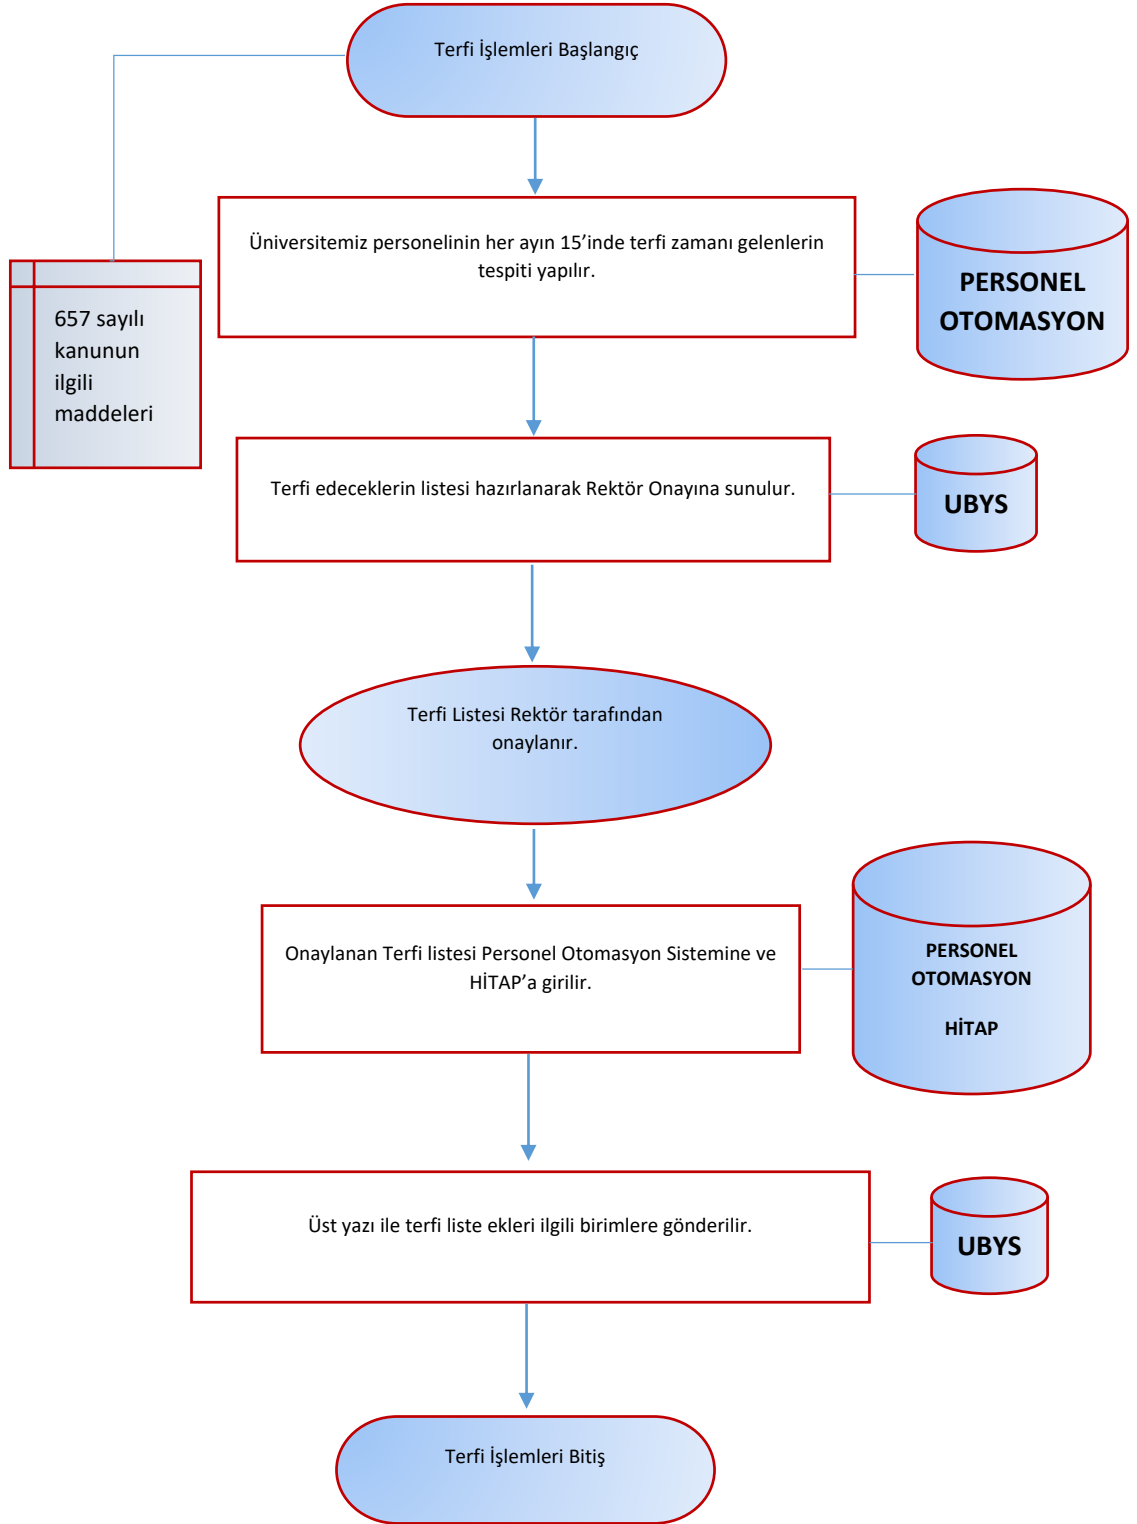 Terfi İşlemleri Başlangıç
Üniversitemiz personelinin her ayın 15’inde terfi zamanı gelenlerin
tespiti yapılır.
PERSONEL
OTOMASYON
657 sayılı
kanunun
ilgili
maddeleri
Terfi edeceklerin listesi hazırlanarak Rektör Onayına sunulur.
UBYS
Terfi Listesi Rektör tarafından
onaylanır.
Onaylanan Terfi listesi Personel Otomasyon Sistemine ve
HİTAP’a girilir.
PERSONEL
OTOMASYON
HİTAP
Üst yazı ile terfi liste ekleri ilgili birimlere gönderilir.
UBYS
Terfi İşlemleri Bitiş